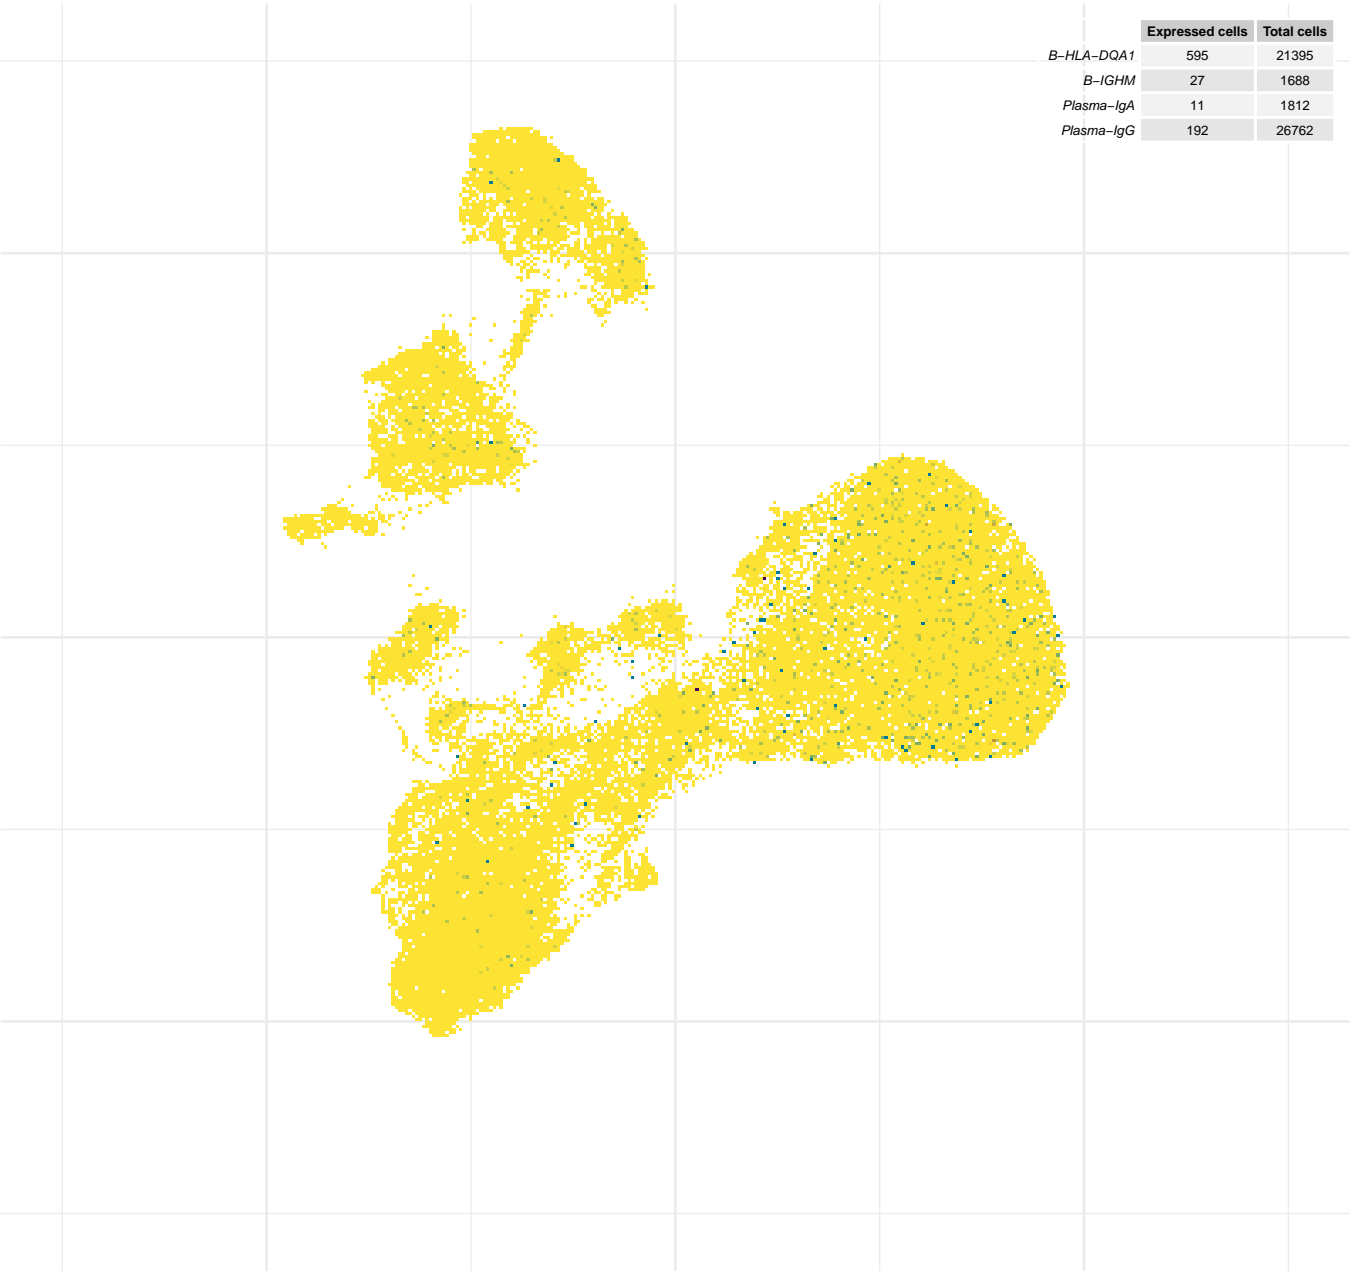 Expressed cells Total cells
B−HLA−DQA1 595 21395
B−IGHM 27 1688
Plasma−IgA 11 1812
Plasma−IgG 192 26762